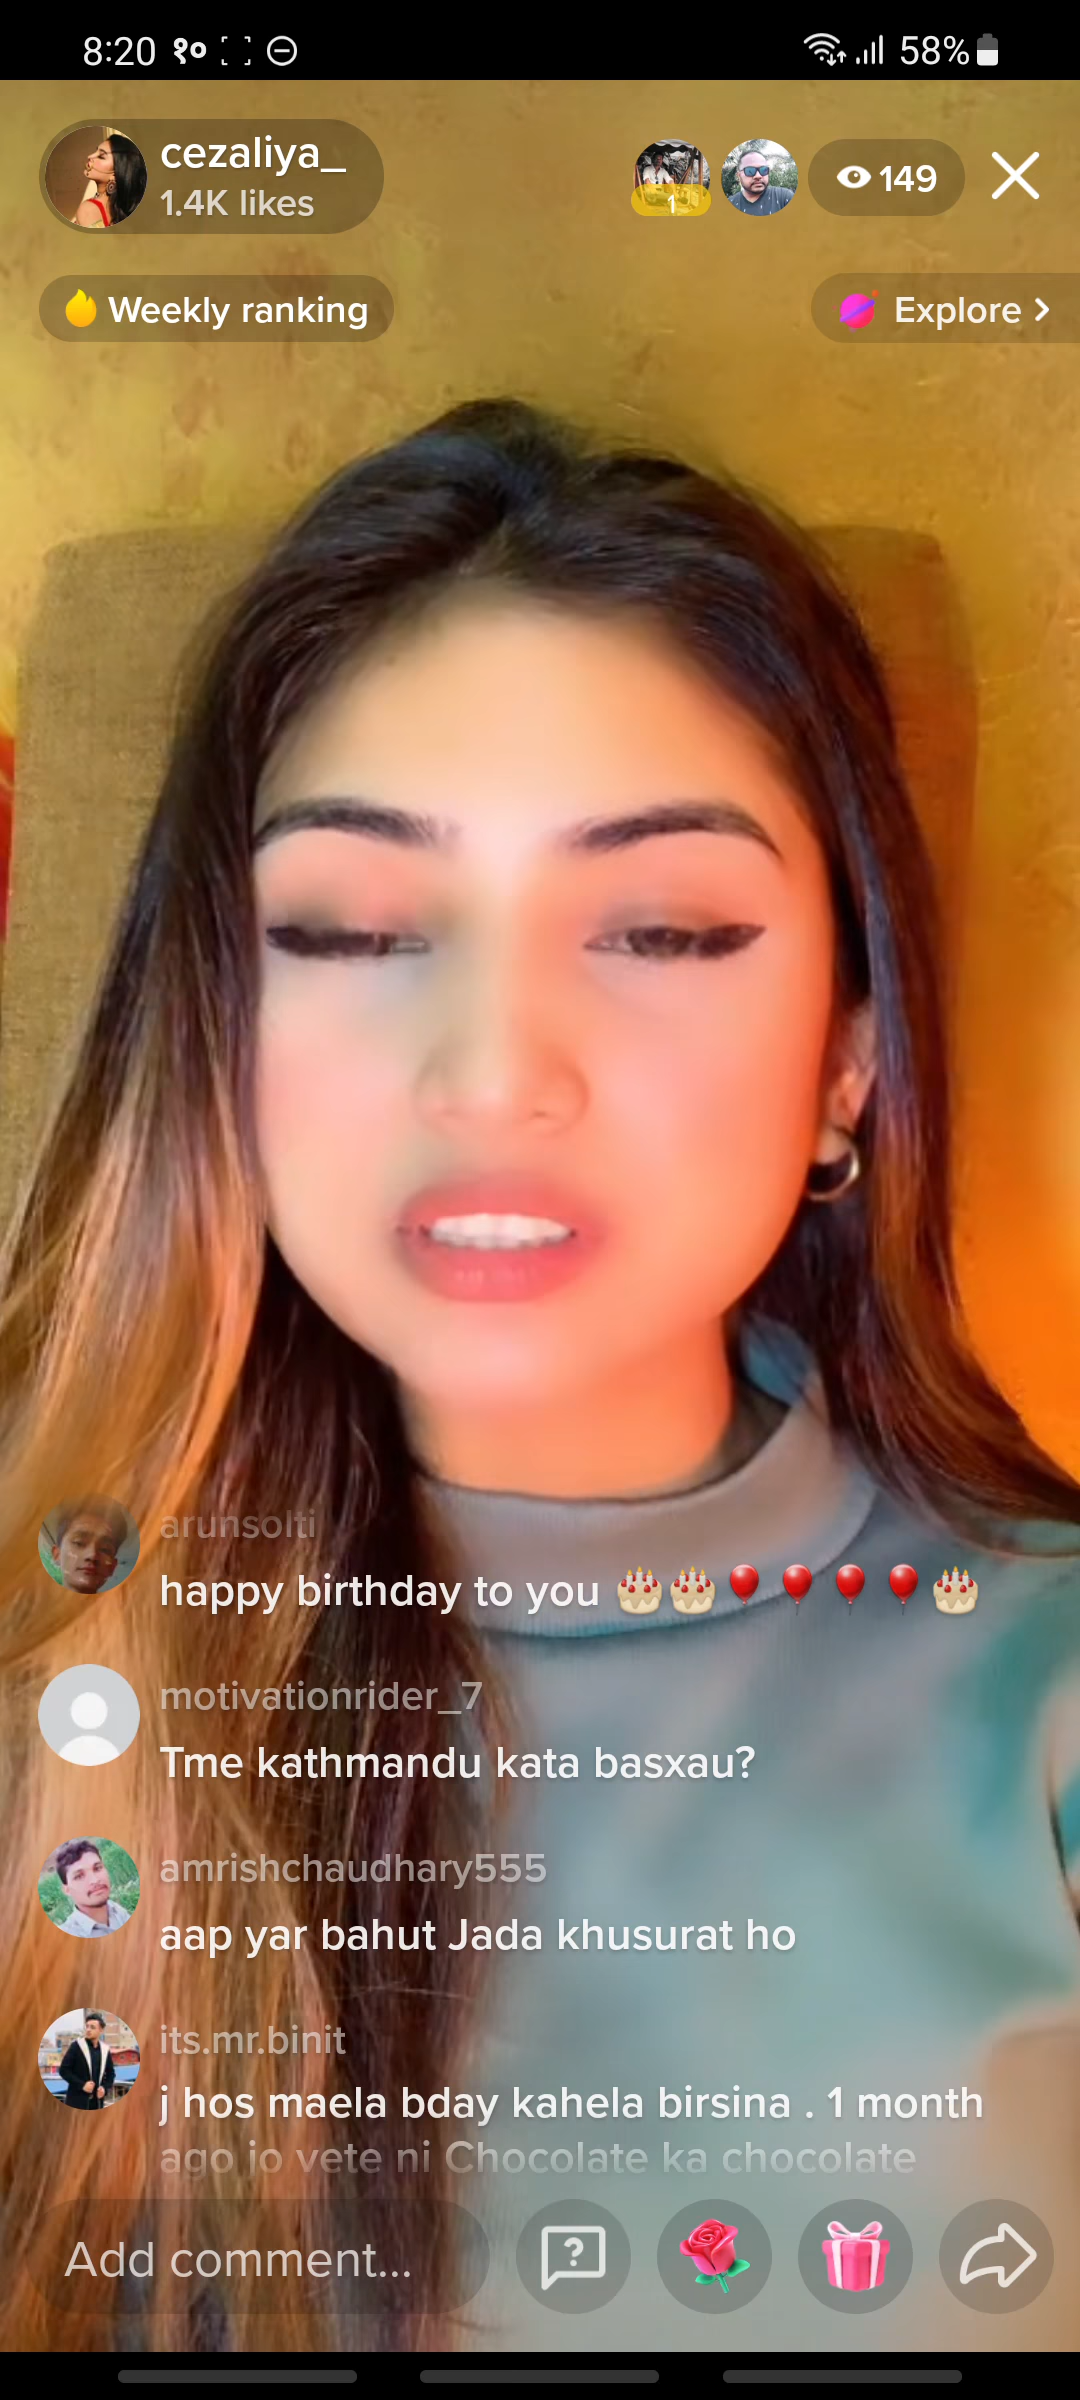 8:20 १० 58%
cezaliya_
1.4K likes
1
149
Weekly ranking
Explore
arunsolti
happy birthday to you 🎂🎂🎈🎈🎈🎈🎂
motivationrider_7
Tme kathmandu kata basxau?
amrishchaudhary555
aap yar bahut Jada khusurat ho
its.mr.binit
j hos maela bday kahela birsina . 1 month
ago jo vete ni Chocolate ka chocolate
Add comment...